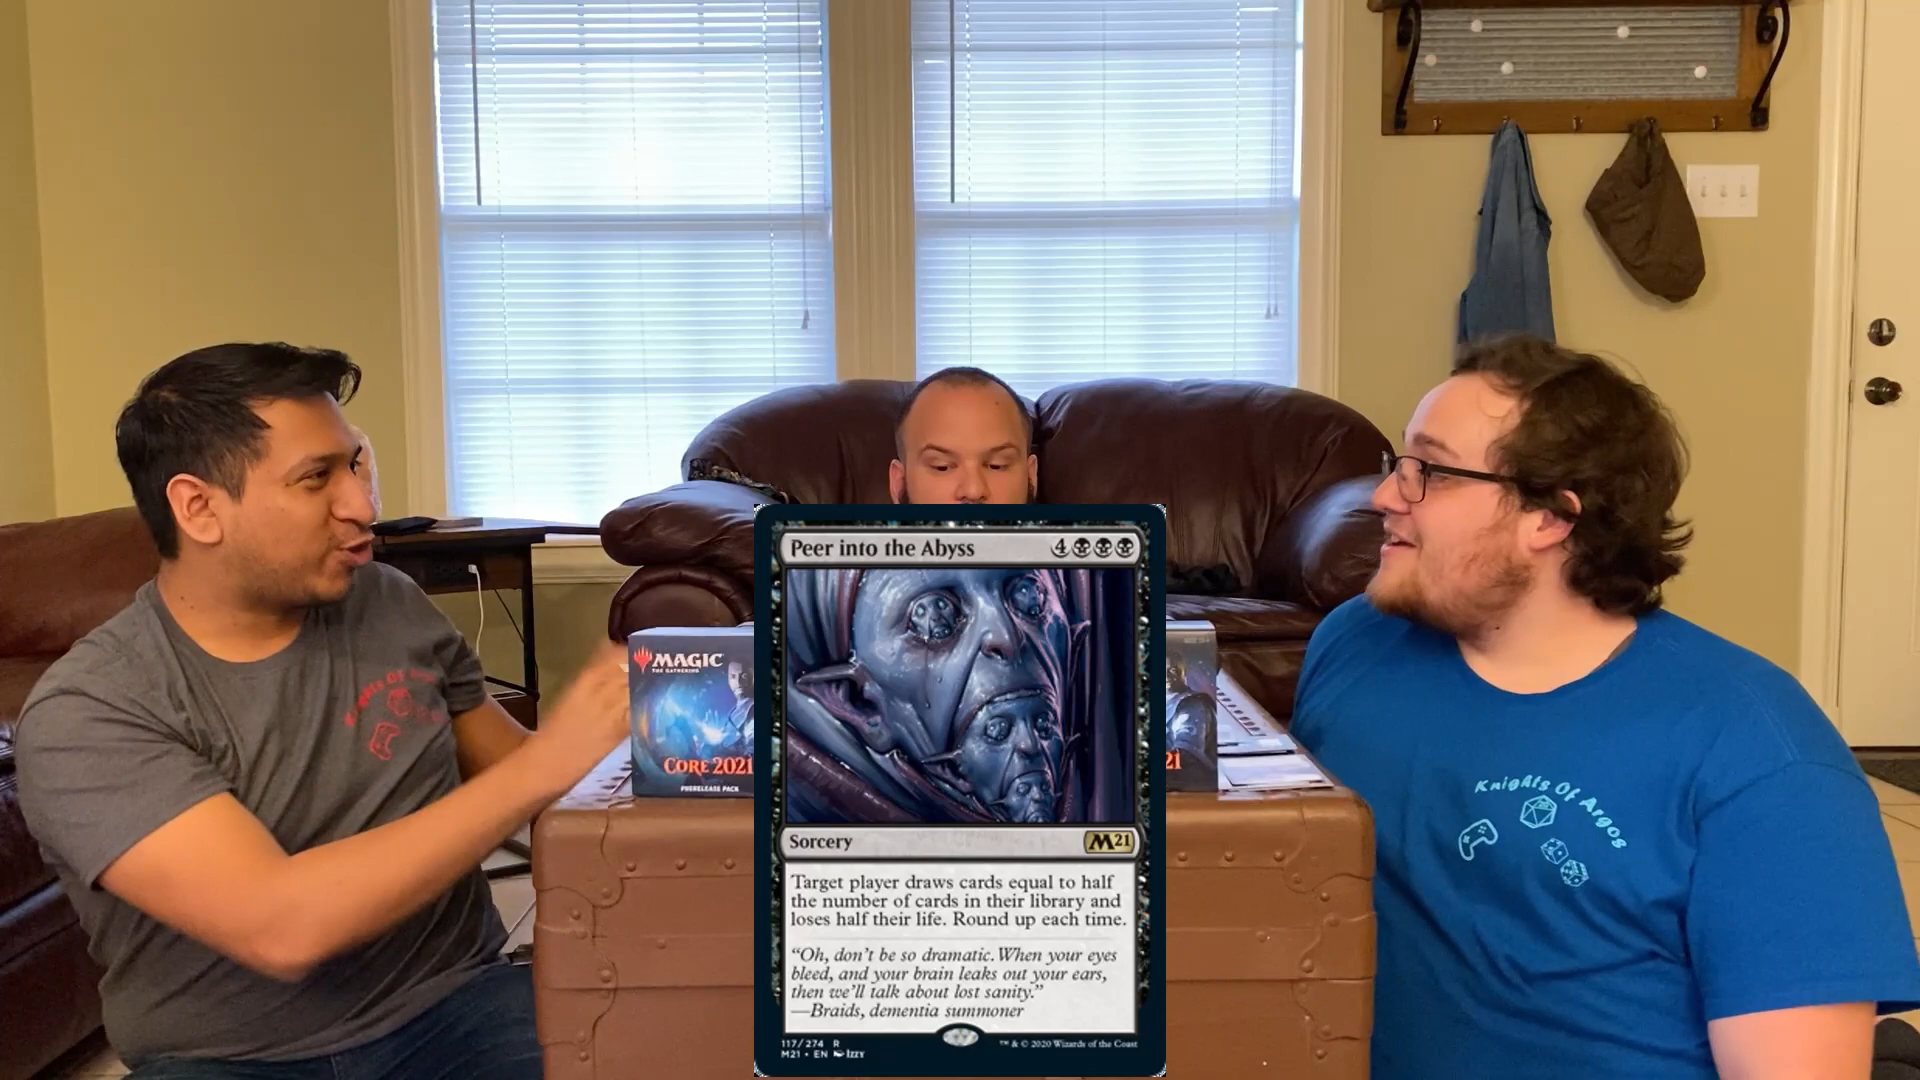 Peer into the Abyss 4
MAGIC
THE GATHERING
CORE 2021
PRERELEASE PACK
21
Knights Of
Knights Of Argos
Sorcery M21
Target player draws cards equal to half
the number of cards in their library and
loses half their life. Round up each time.
“Oh, don't be so dramatic. When your eyes
bleed, and your brain leaks out your ears,
then we'll talk about lost sanity.”
—Braids, dementia summoner
117/274 R
M21 • EN Izzy
™ & © 2020 Wizards of the Coast